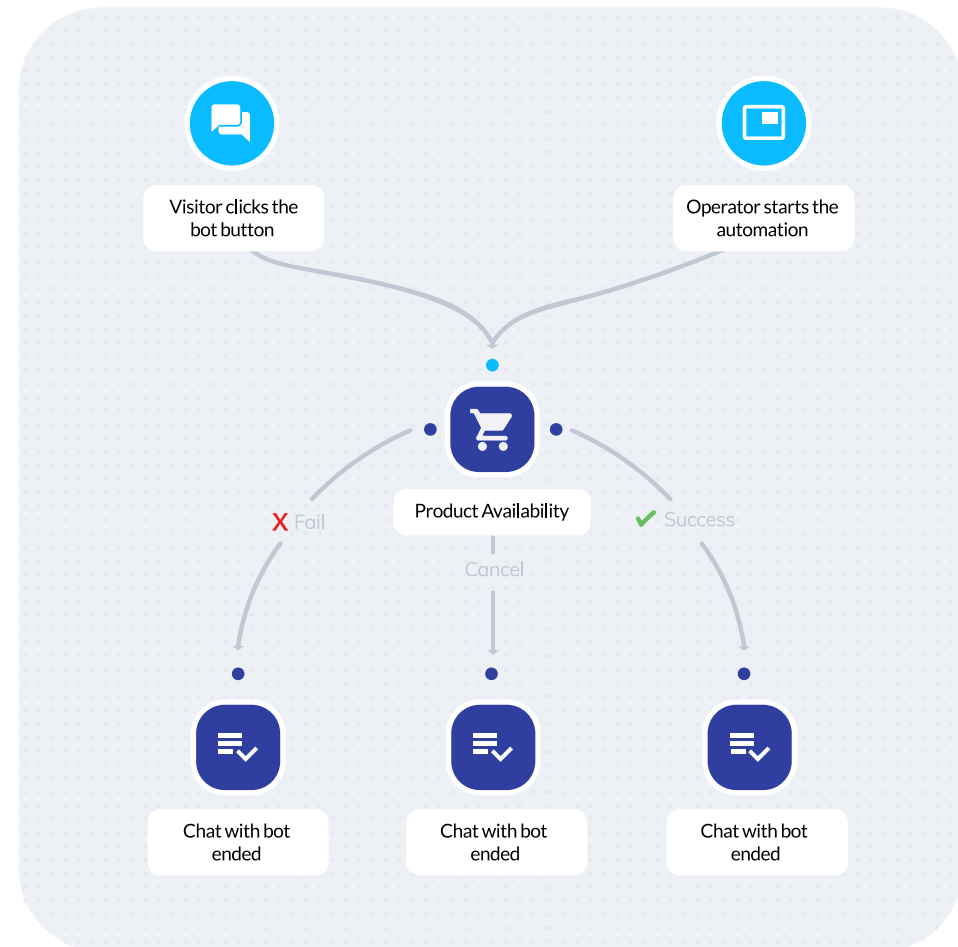 Visitor clicks the
bot button
Operator starts the
automation
X Fail
Product Availability
Success
Cancel
Chat with bot
ended
Chat with bot
ended
Chat with bot
ended